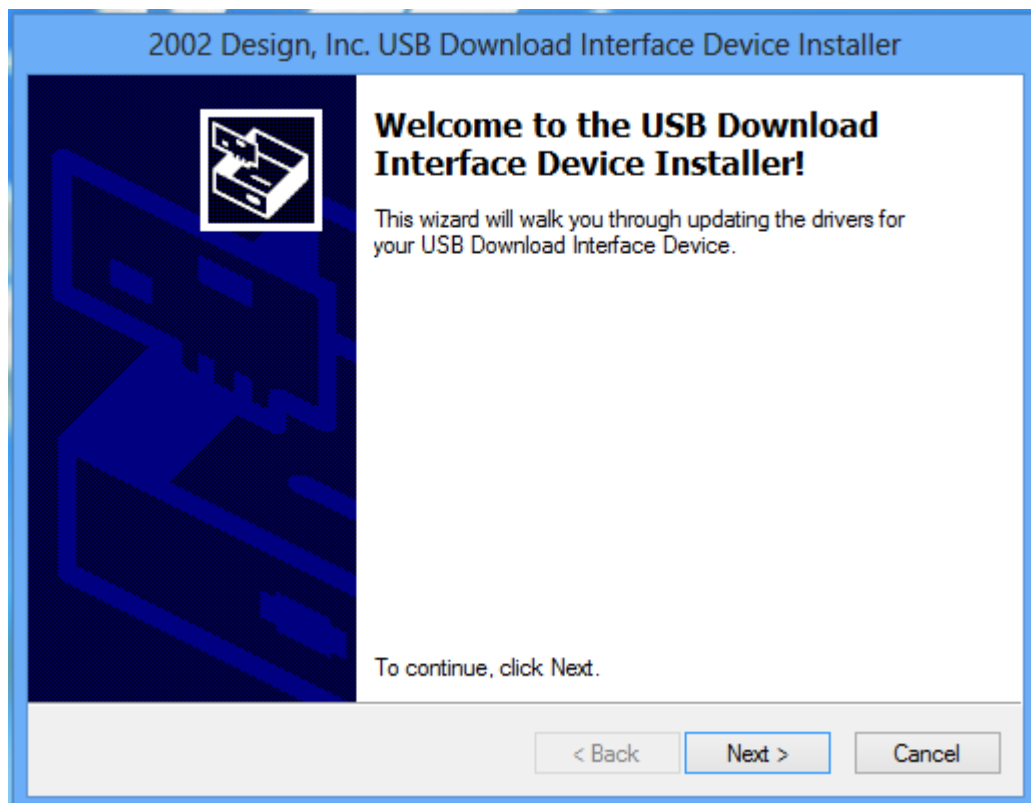 2002 Design, Inc. USB Download Interface Device Installer
Welcome to the USB Download
Interface Device Installer!
This wizard will walk you through updating the drivers for
your USB Download Interface Device.
To continue, click Next.
< Back Next > Cancel